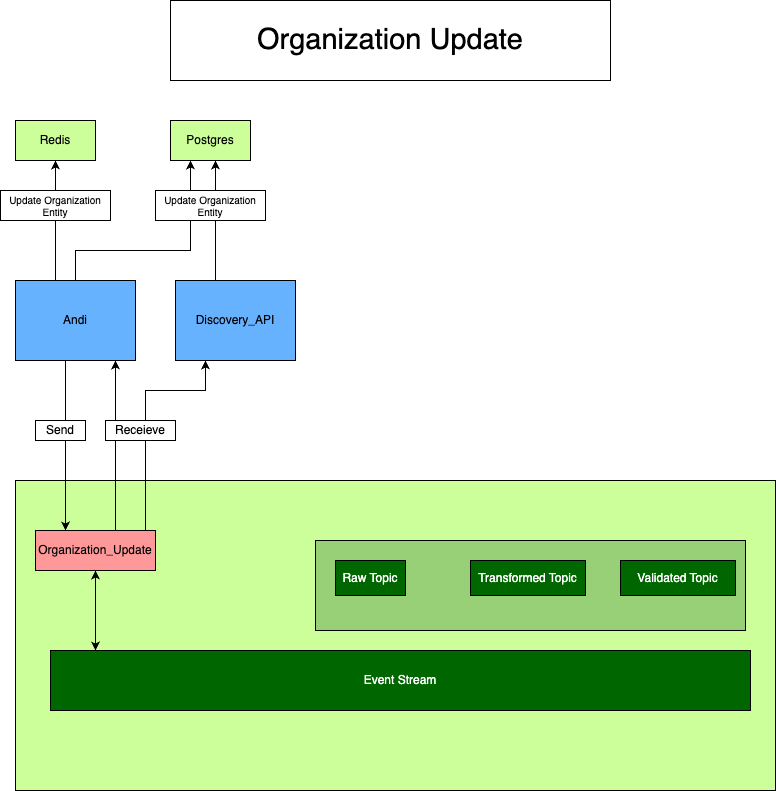 Organization Update
Redis
Postgres
Update Organization
Entity
Update Organization
Entity
Andi
Discovery_API
Send
Receieve
Organization_Update
Raw Topic
Transformed Topic
Validated Topic
Event Stream